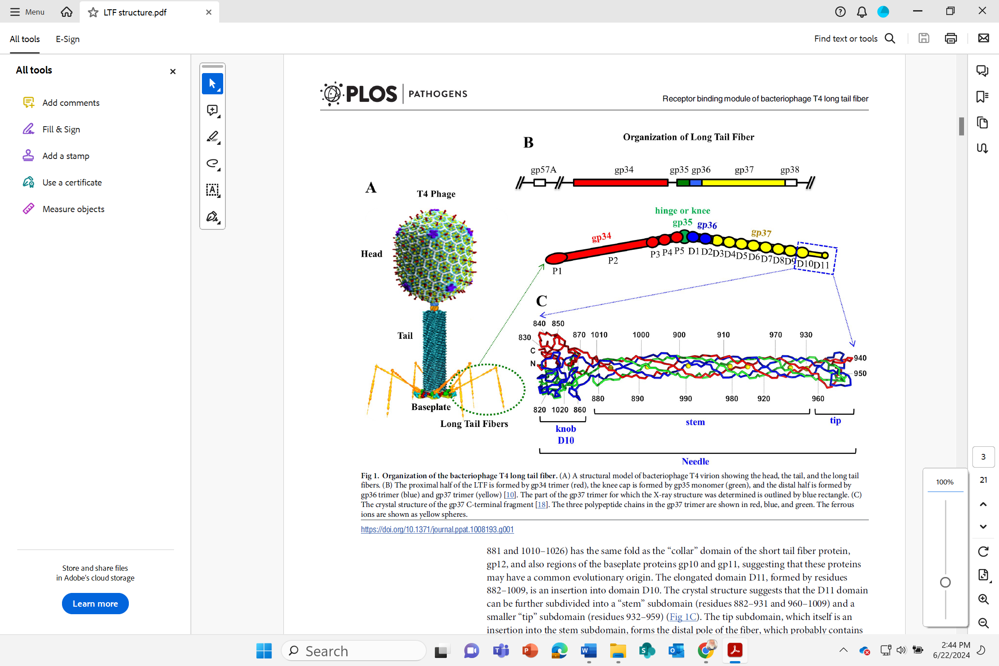 Menu
LTF structure.pdf
All tools
E-Sign
Find text or tools
All tools
Add comments
Fill & Sign
Add a stamp
Use a certificate
Measure objects
Store and share files
in Adobe's cloud storage
Learn more
PLOS | PATHOGENS
Receptor binding module of bacteriophage T4 long tail fiber
B
Organization of Long Tail Fiber
gp57A gp34 gp35 gp36 gp37 gp38
A
T4 Phage
Head
Tail
Baseplate
Long Tail Fibers
hinge or knee
gp35 gp36
gp34
gp37
P1 P2 P3 P4 P5 D1 D2 D3 D4 D5 D6 D7 D8 D9 D10 D11
C
840 850
830 870 1010 1000 900 910 970 930
C
N
940
950
880 890 990 980 920 960
820 1020 860
knob
D10
stem
tip
Needle
Fig 1. Organization of the bacteriophage T4 long tail fiber. (A) A structural model of bacteriophage T4 virion showing the head, the tail, and the long tail
fibers. (B) The proximal half of the LTF is formed by gp34 trimer (red), the knee cap is formed by gp35 monomer (green), and the distal half is formed by
gp36 trimer (blue) and gp37 trimer (yellow) [10]. The part of the gp37 trimer for which the X-ray structure was determined is outlined by blue rectangle. (C)
The crystal structure of the gp37 C-terminal fragment [18]. The three polypeptide chains in the gp37 trimer are shown in red, blue, and green. The ferrous
ions are shown as yellow spheres.
https://doi.org/10.1371/journal.ppat.1008193.g001
881 and 1010–1026) has the same fold as the “collar” domain of the short tail fiber protein,
gp12, and also regions of the baseplate proteins gp10 and gp11, suggesting that these proteins
may have a common evolutionary origin. The elongated domain D11, formed by residues
882–1009, is an insertion into domain D10. The crystal structure suggests that the D11 domain
can be further subdivided into a “stem” subdomain (residues 882–931 and 960–1009) and a
smaller “tip” subdomain (residues 932–959) (Fig 1C). The tip subdomain, which itself is an
insertion into the stem subdomain, forms the distal pole of the fiber, which probably contains
3
21
100%
Search
2:44 PM
6/22/2024